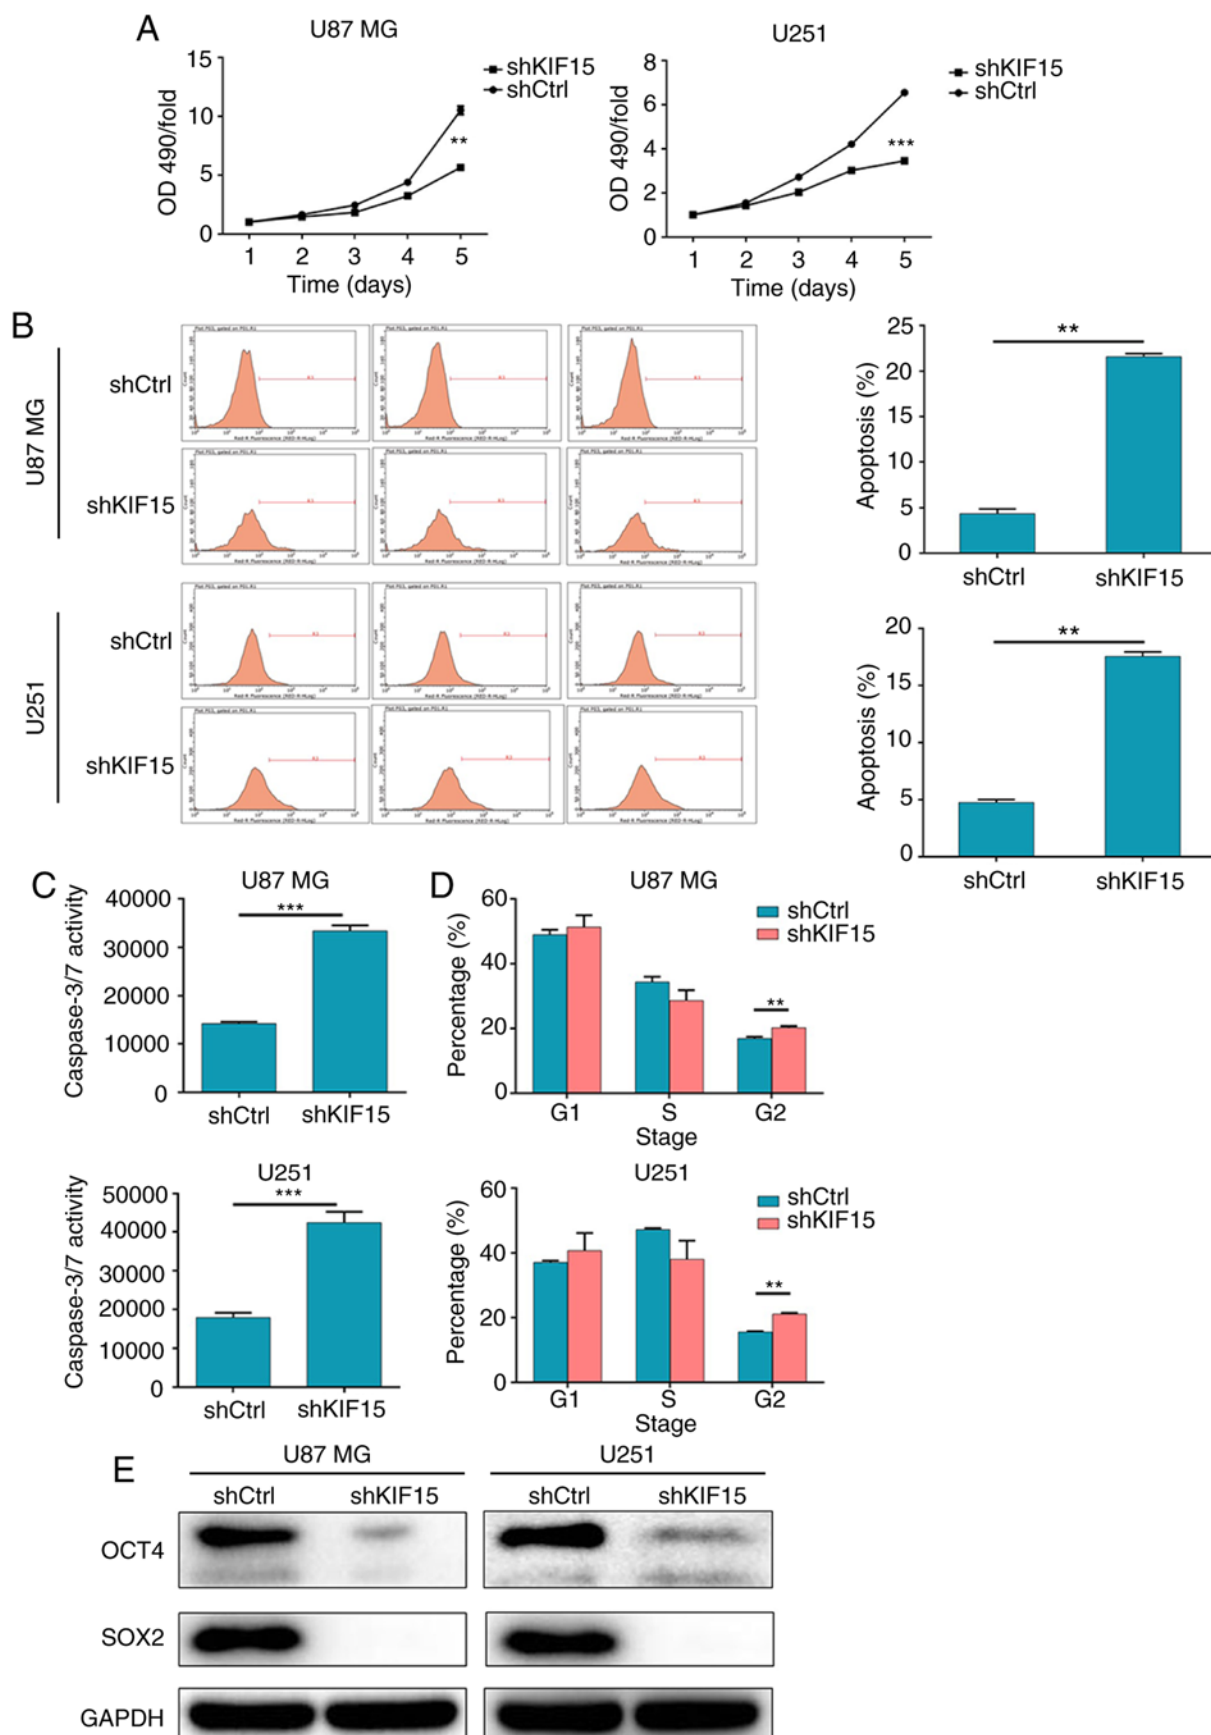 A
U87 MG
15
10
5
0
OD 490/fold
1 2 3 4 5
Time (days)
shKIF15
shCtrl
**
U251
8
6
4
2
0
OD 490/fold
1 2 3 4 5
Time (days)
shKIF15
shCtrl
***
B
U87 MG
shCtrl
shKIF15
U251
shCtrl
shKIF15
25
20
15
10
5
0
Apoptosis (%)
**
shCtrl shKIF15
20
15
10
5
0
Apoptosis (%)
**
shCtrl shKIF15
C
U87 MG
40000
30000
20000
10000
0
Caspase-3/7 activity
***
shCtrl shKIF15
U251
50000
40000
30000
20000
10000
0
Caspase-3/7 activity
***
shCtrl shKIF15
D
U87 MG
60
40
20
0
Percentage (%)
shCtrl
shKIF15
**
G1 S G2
Stage
U251
60
40
20
0
Percentage (%)
shCtrl
shKIF15
**
G1 S G2
Stage
E
U87 MG U251
shCtrl shKIF15 shCtrl shKIF15
OCT4
SOX2
GAPDH